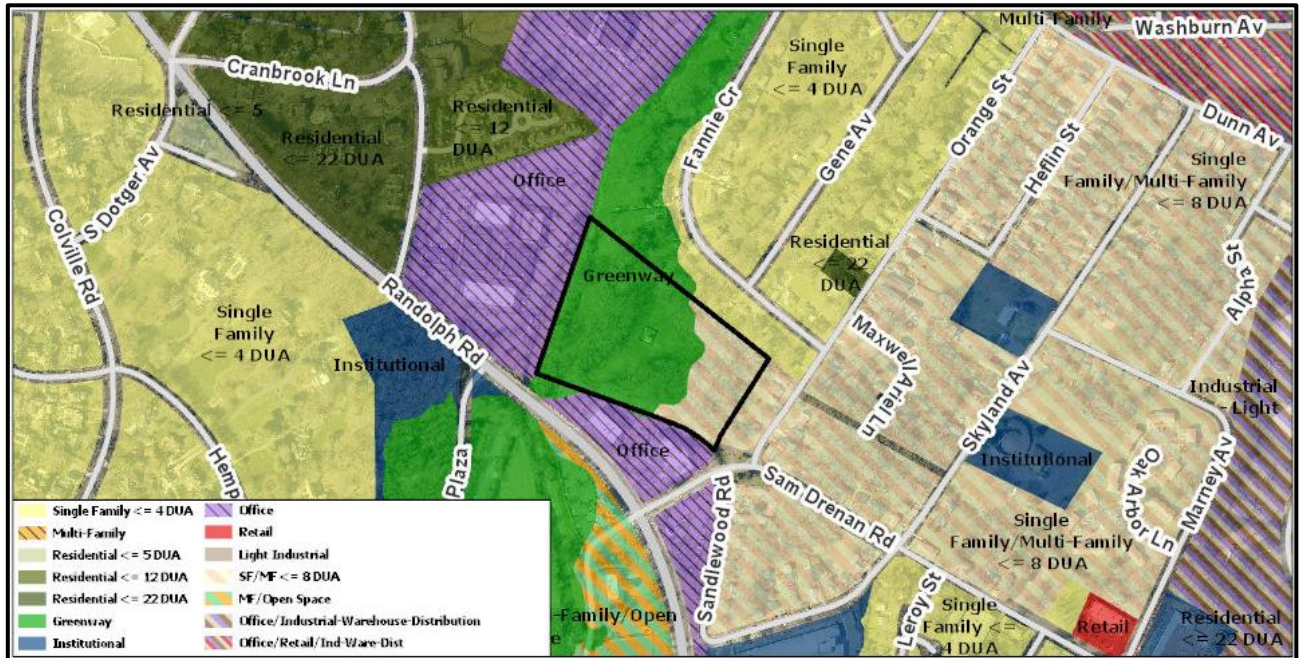 Multi-Family
Washburn Av
Cranbrook Ln
Single
Family
<= 4 DUA
Residential <= 5
Residential
<= 22 DUA
Residential
<= 12
DUA
Office
Fannie Cr
Gene Av
Orange St
Heflin St
Dunn Av
Single
Family/Multi-Family
<= 8 DUA
S Dotger Av
Colville Rd
Alpha St
Greenway
Residential
<= 22
DUA
Single
Family
<= 4 DUA
Randolph Rd
Institutional
Maxwell Ariel Ln
Skyland Av
Industrial
- Light
Office
Institutional
Oak Arbor Ln
Marney Av
Hemp
Plaza
Sam Drenan Rd
Sandlewood Rd
Single
Family/Multi-Family
<= 8 DUA
-Family/Open
e
Leroy St
Single
Family <=
4 DUA
Retail
Residential
<= 22 DUA
Single Family <= 4 DUA
Multi-Family
Residential <= 5 DUA
Residential <= 12 DUA
Residential <= 22 DUA
Greenway
Institutional
Office
Retail
Light Industrial
SF/MF <= 8 DUA
MF/Open Space
Office/Industrial-Warehouse-Distribution
Office/Retail/Ind-Ware-Dist